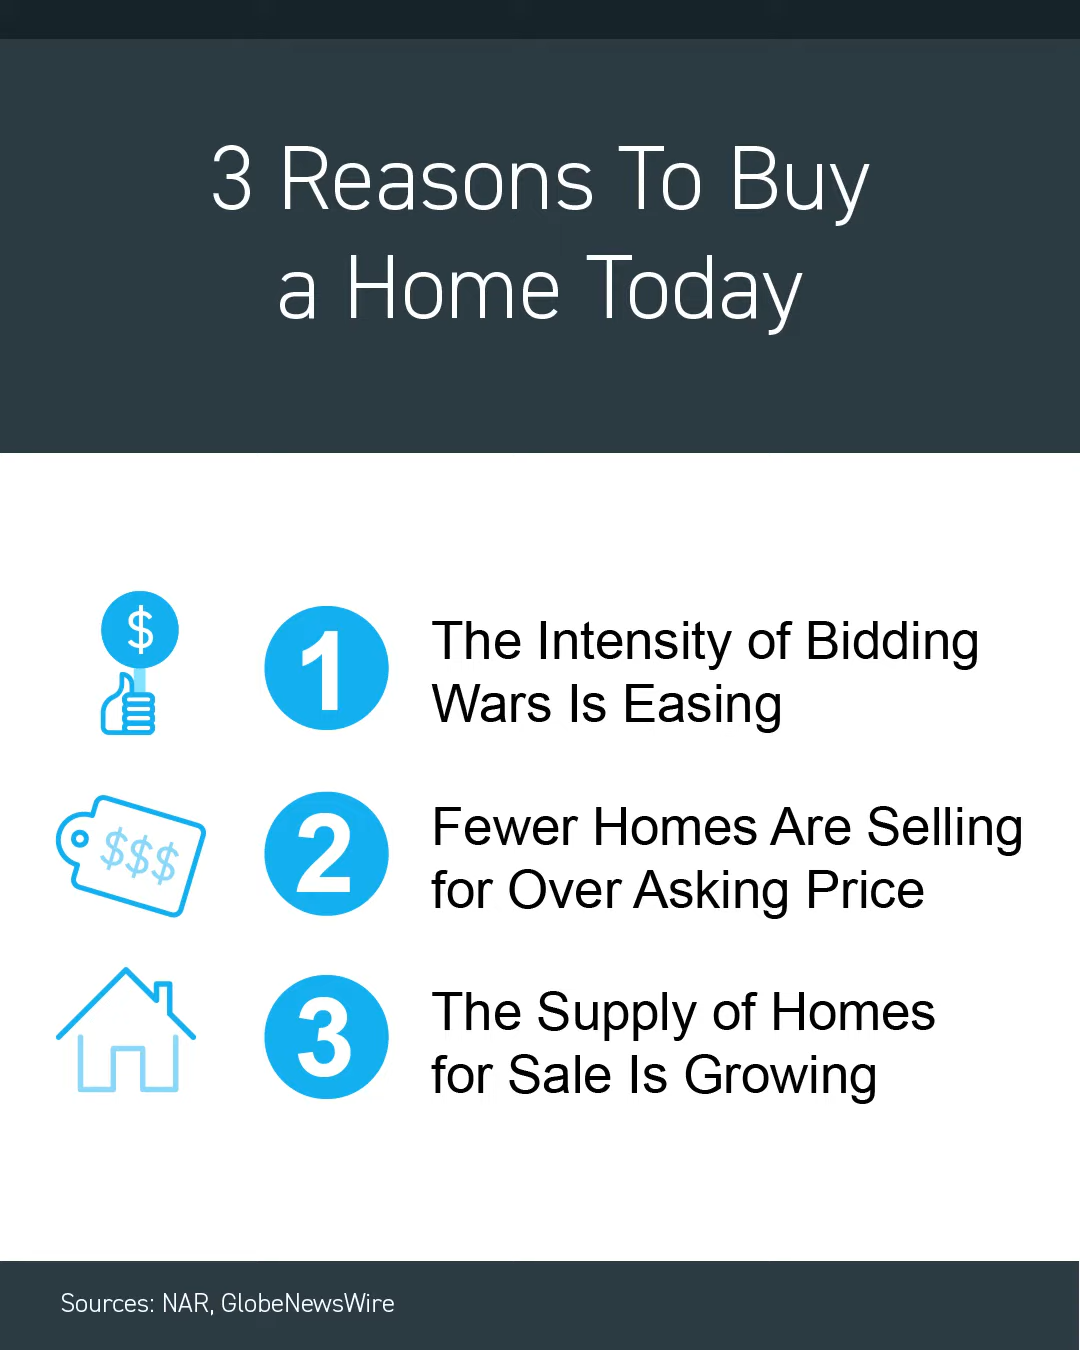 3 Reasons To Buy
a Home Today
$
1
The Intensity of Bidding
Wars Is Easing
$$$
2
Fewer Homes Are Selling
for Over Asking Price
3
The Supply of Homes
for Sale Is Growing
Sources: NAR, GlobeNewsWire